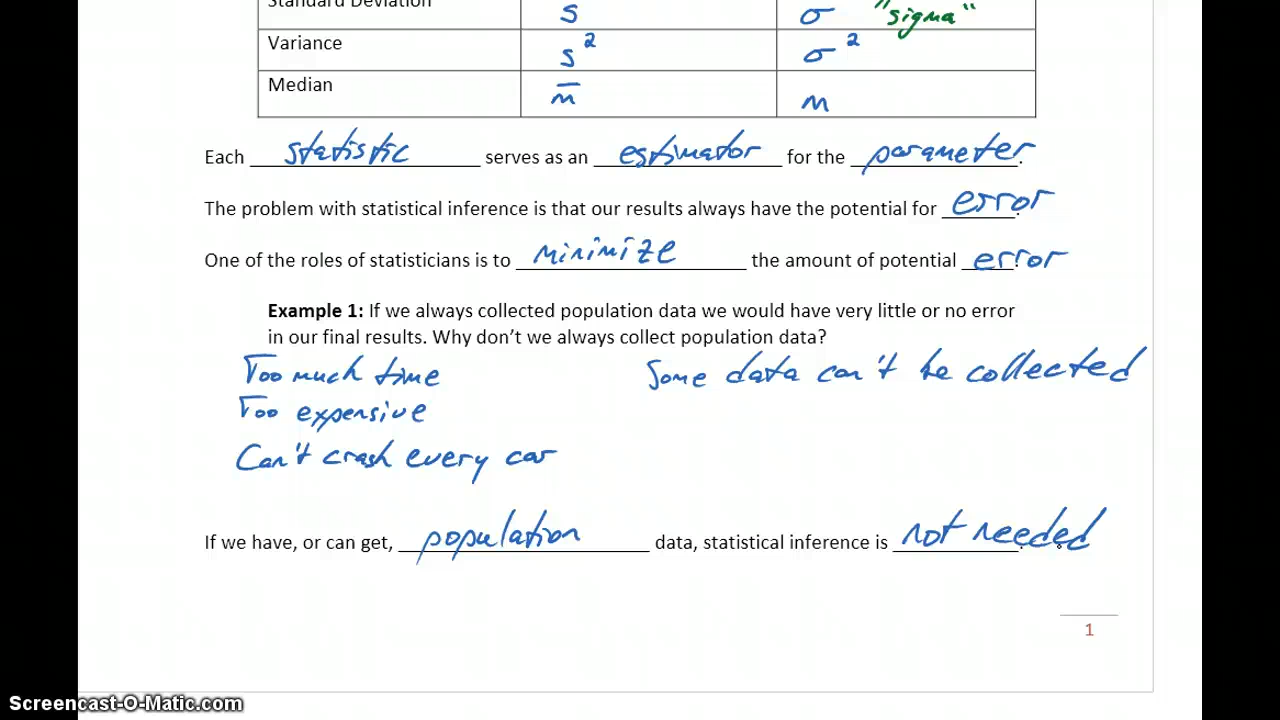 Standard Deviation s σ "sigma"
Variance s² σ²
Median m̅ m
Each statistic serves as an estimator for the parameter.
The problem with statistical inference is that our results always have the potential for error.
One of the roles of statisticians is to minimize the amount of potential error.
Example 1: If we always collected population data we would have very little or no error
in our final results. Why don't we always collect population data?
Too much time Some data can't be collected
Too expensive
Can't crash every car
If we have, or can get, population data, statistical inference is not needed.
1
Screencast-O-Matic.com